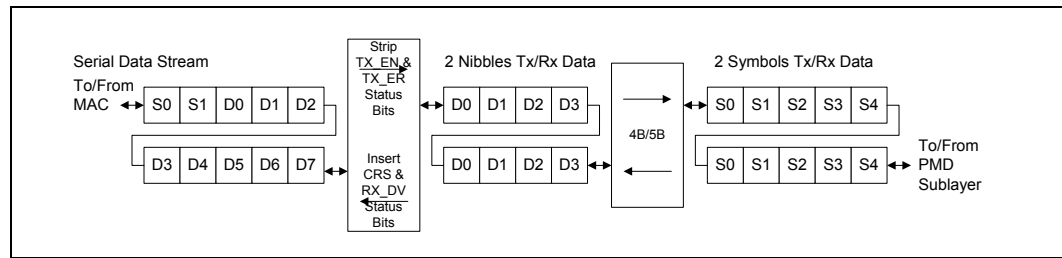 Serial Data Stream
To/From
MAC
S0 S1 D0 D1 D2
D3 D4 D5 D6 D7
Strip
TX_EN &
TX_ER
Status
Bits
Insert
CRS &
RX_DV
Status
Bits
2 Nibbles Tx/Rx Data
D0 D1 D2 D3
D0 D1 D2 D3
4B/5B
2 Symbols Tx/Rx Data
S0 S1 S2 S3 S4
S0 S1 S2 S3 S4
To/From
PMD
Sublayer